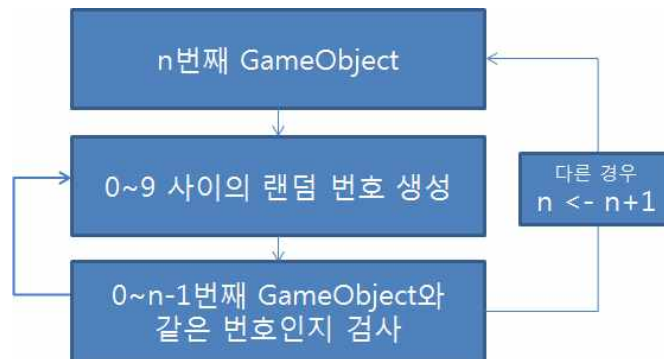 n번째 GameObject
0~9 사이의 랜덤 번호 생성
다른 경우
n <- n+1
0~n-1번째 GameObject와
같은 번호인지 검사